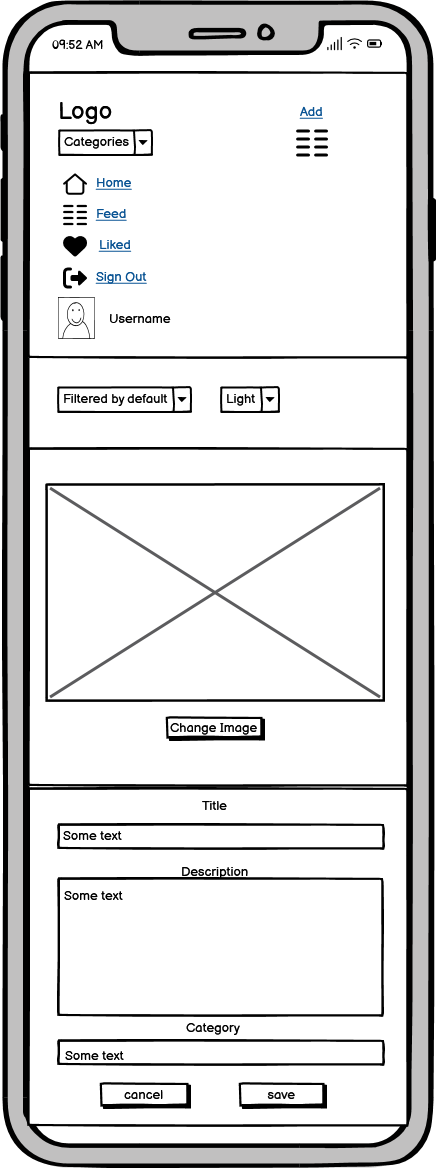 09:52 AM
Logo
Add
Categories
Home
Feed
Liked
Sign Out
Username
Filtered by default
Light
Change Image
Title
Some text
Description
Some text
Category
Some text
cancel
save